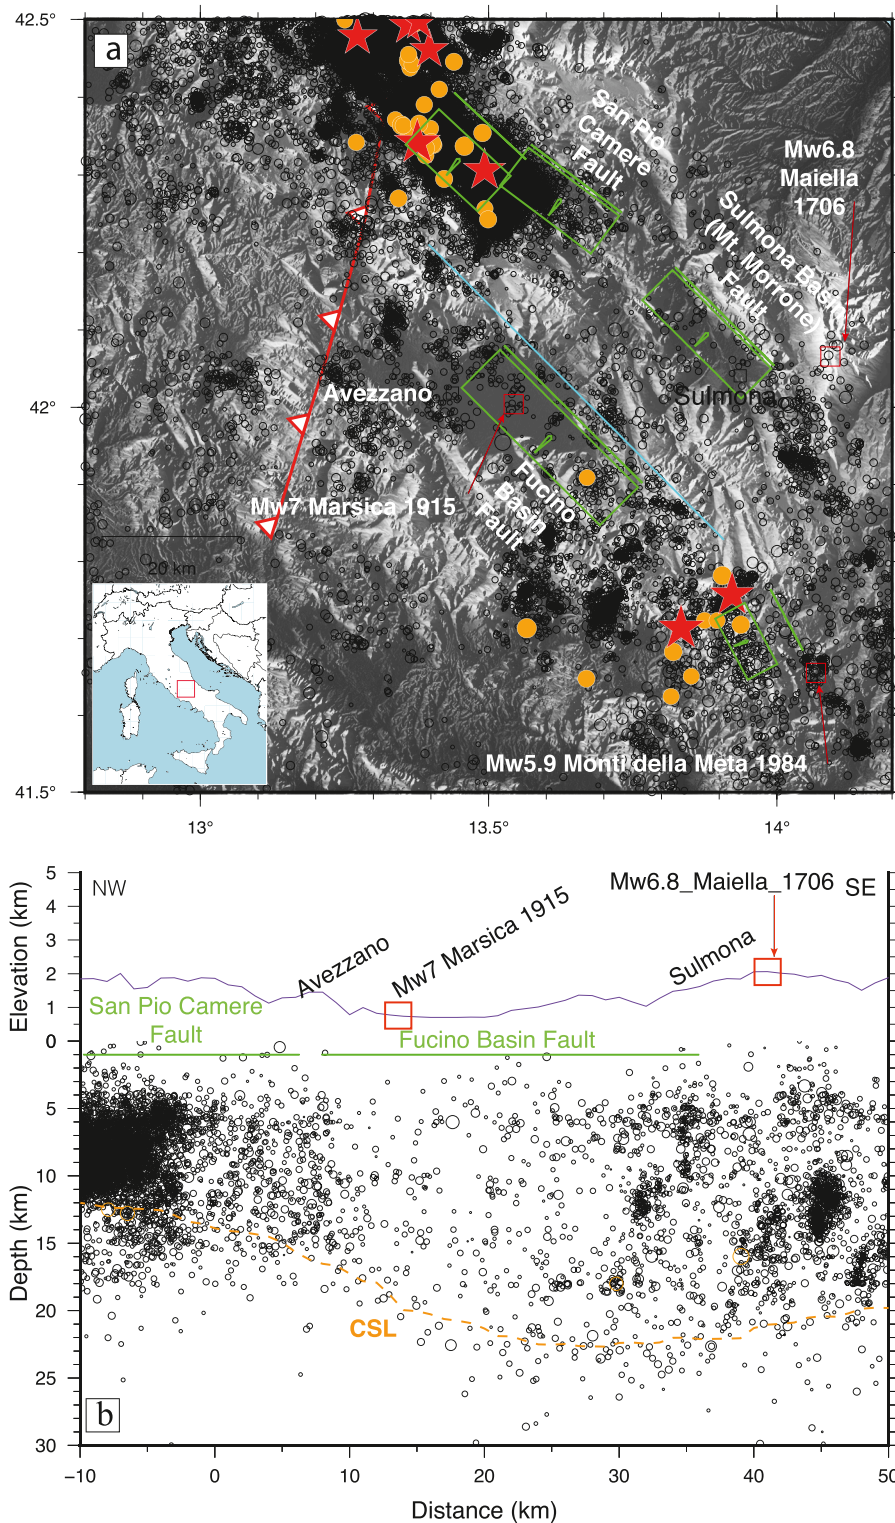 42.5°
a
San Pio
Camere
Fault
Mw6.8
Maiella
1706
Sulmona Basin
(Mt. Morrone)
Fault
Avezzano
42°
Sulmona
Mw7 Marsica 1915
Fucino
Basin
Fault
20 km
Mw5.9 Monti della Meta 1984
41.5°
13°
13.5°
14°
5
4
3
2
1
0
Elevation (km)
NW
Mw6.8_Maiella_1706
SE
Avezzano
Mw7 Marsica 1915
Sulmona
San Pio Camere
Fault
Fucino Basin Fault
5
10
15
20
25
30
Depth (km)
CSL
b
−10
0
10
20
30
40
50
Distance (km)